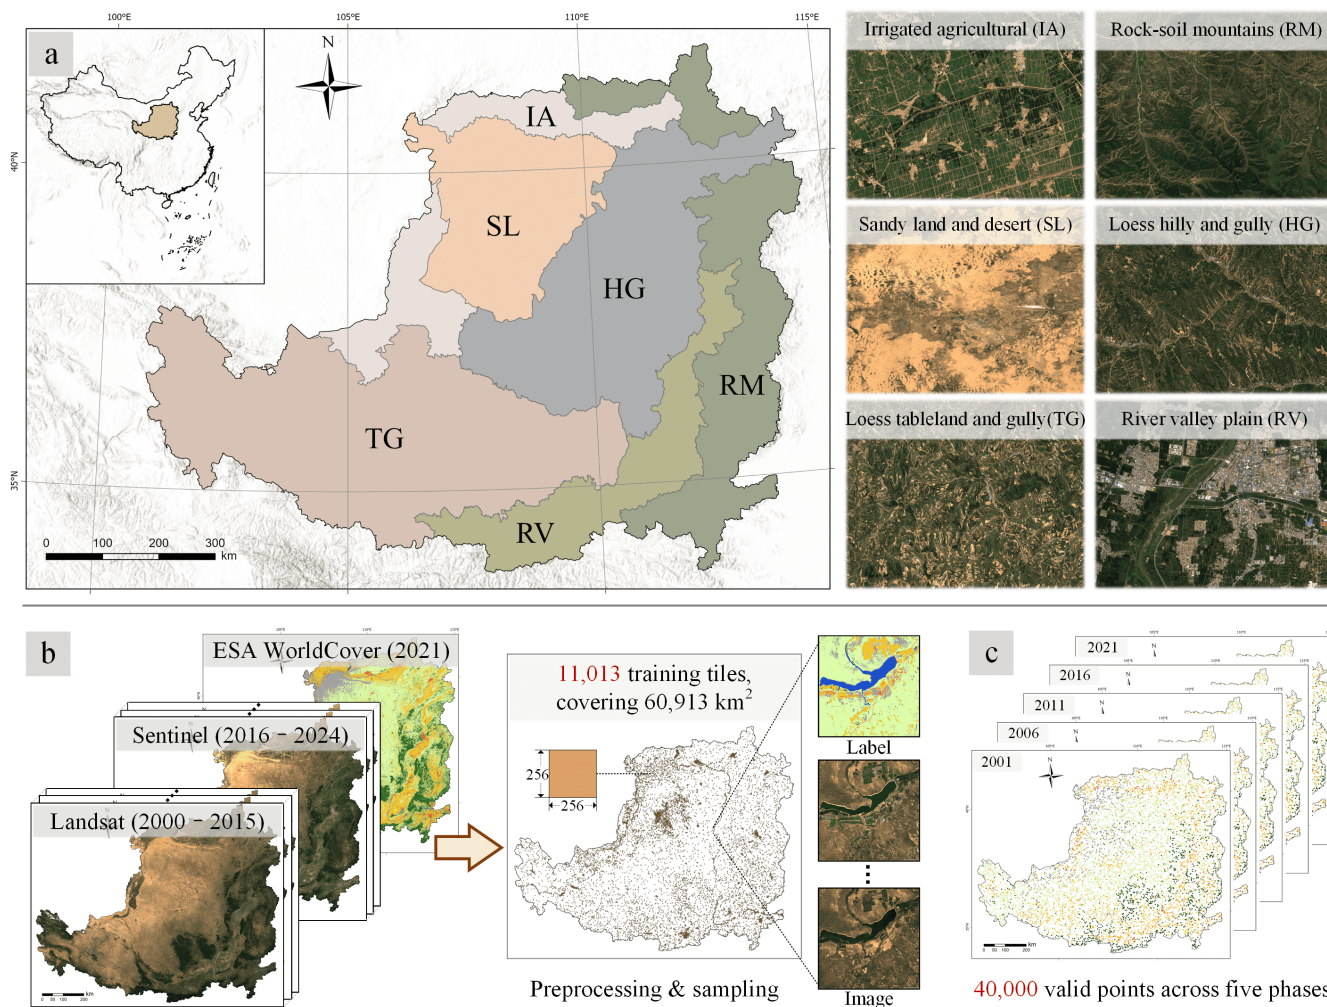 100°E
105°E
110°E
115°E
a
N
IA
SL
HG
RM
TG
RV
40°N
35°N
0
100
200
300
km
Irrigated agricultural (IA)
Rock-soil mountains (RM)
Sandy land and desert (SL)
Loess hilly and gully (HG)
Loess tableland and gully(TG)
River valley plain (RV)
b
ESA WorldCover (2021)
Sentinel (2016 – 2024)
Landsat (2000 – 2015)
11,013 training tiles,
covering 60,913 km²
256
256
Preprocessing & sampling
Label
Image
c
2021
2016
2011
2006
2001
N
40,000 valid points across five phases